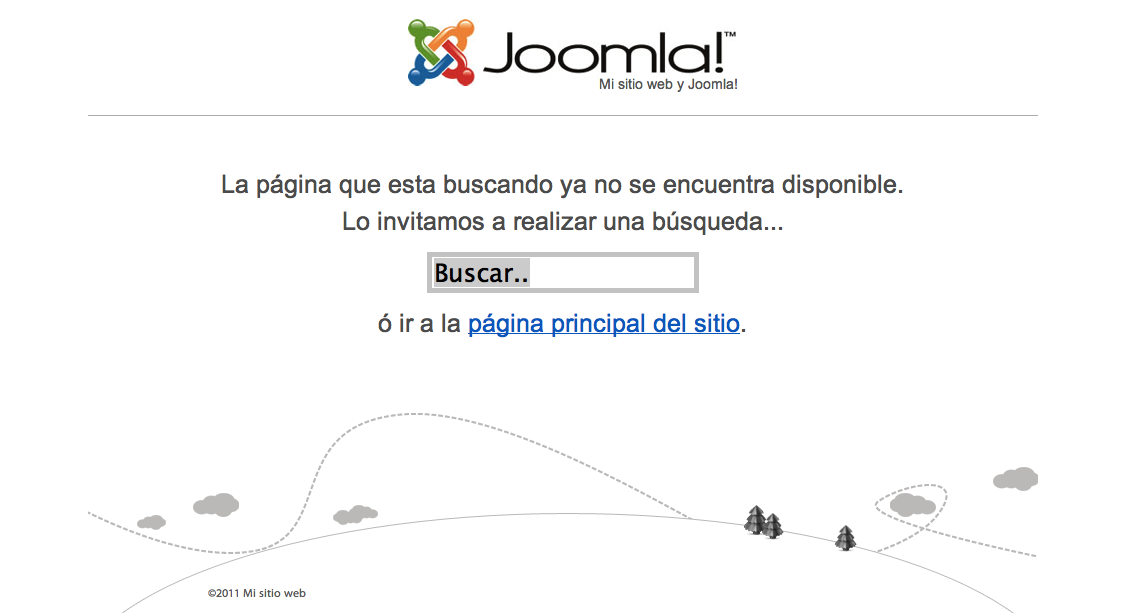 Joomla!™
Mi sitio web y Joomla!
La página que esta buscando ya no se encuentra disponible.
Lo invitamos a realizar una búsqueda...
Buscar..
ó ir a la página principal del sitio.
©2011 Mi sitio web